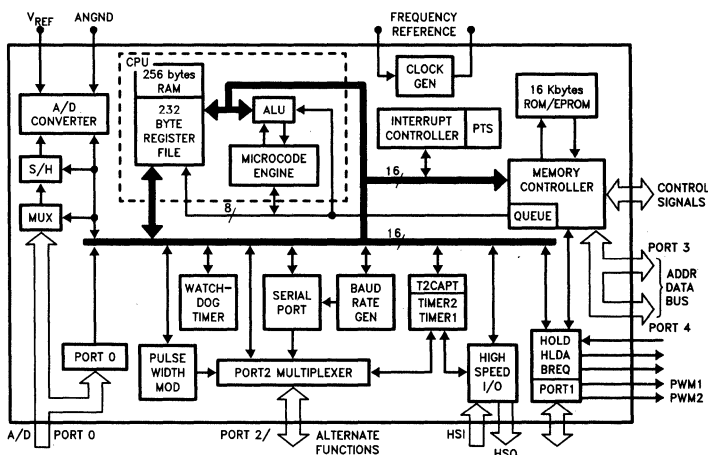 VREF
ANGND
FREQUENCY
REFERENCE
CPU
256 bytes
RAM
232
BYTE
REGISTER
FILE
ALU
MICROCODE
ENGINE
CLOCK
GEN
16 Kbytes
ROM/EPROM
A/D
CONVERTER
S/H
MUX
INTERRUPT
CONTROLLER
PTS
MEMORY
CONTROLLER
QUEUE
CONTROL
SIGNALS
16
8
16
PORT 3
ADDR
DATA
BUS
PORT 4
WATCH-
DOG
TIMER
SERIAL
PORT
BAUD
RATE
GEN
T2CAPT
TIMER2
TIMER1
PORT 0
PULSE
WIDTH
MOD
PORT2 MULTIPLEXER
HIGH
SPEED
I/O
HOLD
HLDA
BREQ
PORT1
PWM1
PWM2
A/D
PORT 0
PORT 2/
ALTERNATE
FUNCTIONS
HSI
HSO